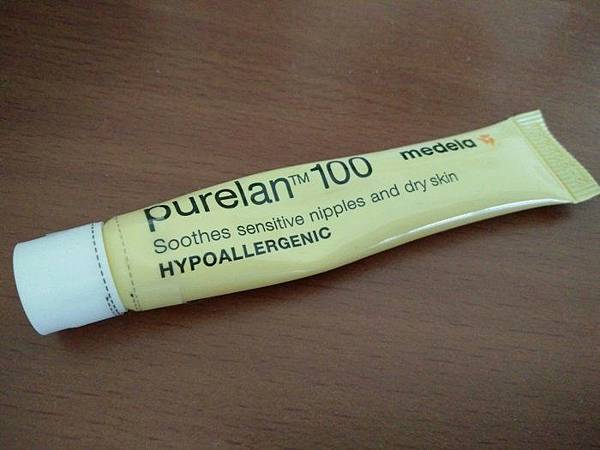 purelan™100
medela
Soothes sensitive nipples and dry skin
HYPOALLERGENIC